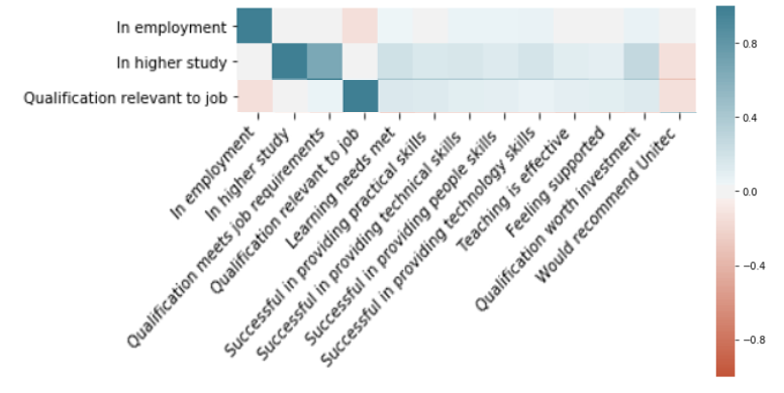 In employment
In higher study
Qualification relevant to job
In employment
In higher study
Qualification meets job requirements
Qualification relevant to job
Learning needs met
Successful in providing practical skills
Successful in providing technical skills
Successful in providing people skills
Successful in providing technology skills
Teaching is effective
Feeling supported
Qualification worth investment
Would recommend Unitec
0.8
0.4
0.0
−0.4
−0.8